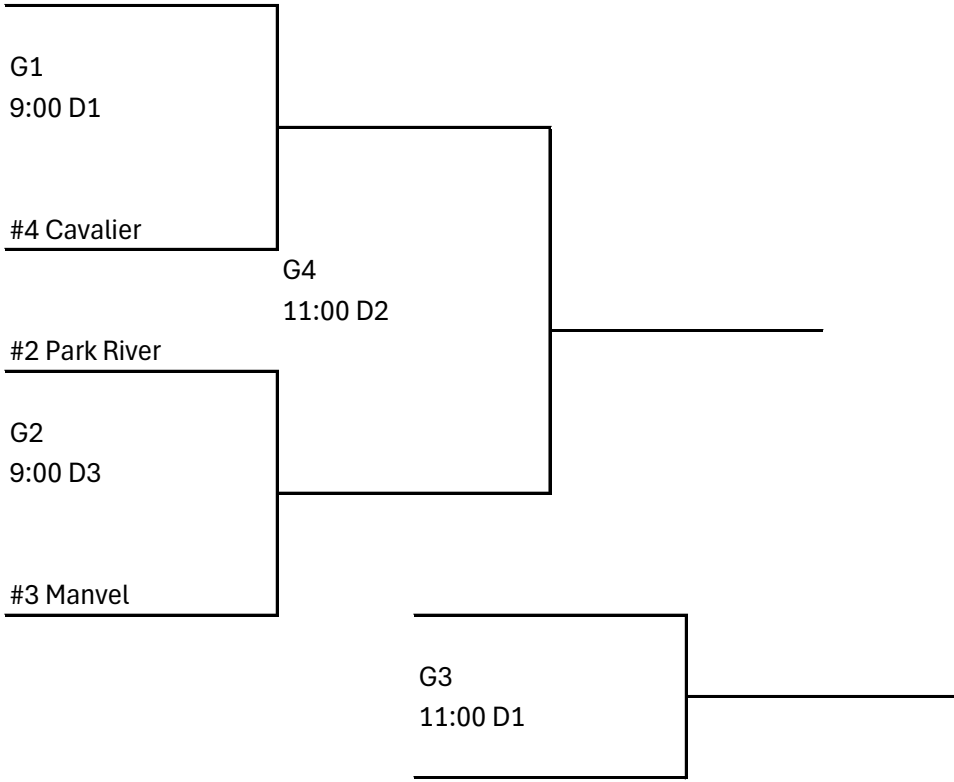 G1
9:00 D1
#4 Cavalier
G4
11:00 D2
#2 Park River
G2
9:00 D3
#3 Manvel
G3
11:00 D1